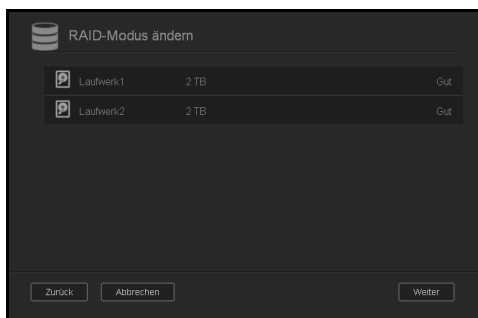 RAID-Modus ändern
Laufwerk1 2 TB Gut
Laufwerk2 2 TB Gut
Zurück Abbrechen Weiter